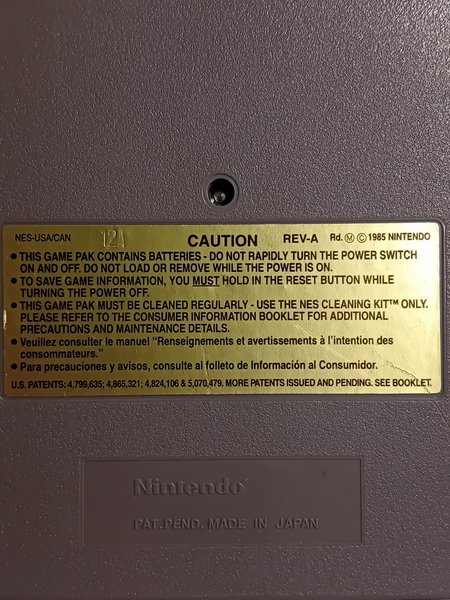 NES-USA/CAN 12A CAUTION REV-A Rd. Ⓜ © 1985 NINTENDO
● THIS GAME PAK CONTAINS BATTERIES - DO NOT RAPIDLY TURN THE POWER SWITCH
ON AND OFF. DO NOT LOAD OR REMOVE WHILE THE POWER IS ON.
● TO SAVE GAME INFORMATION, YOU MUST HOLD IN THE RESET BUTTON WHILE
TURNING THE POWER OFF.
● THIS GAME PAK MUST BE CLEANED REGULARLY - USE THE NES CLEANING KIT™ ONLY.
PLEASE REFER TO THE CONSUMER INFORMATION BOOKLET FOR ADDITIONAL
PRECAUTIONS AND MAINTENANCE DETAILS.
● Veuillez consulter le manuel "Renseignements et avertissements à l'intention des
consommateurs."
● Para precauciones y avisos, consulte al folleto de Información al Consumidor.
U.S. PATENTS: 4,799,635; 4,865,321; 4,824,106 & 5,070,479. MORE PATENTS ISSUED AND PENDING. SEE BOOKLET.
Nintendo®
PAT. PEND. MADE IN JAPAN